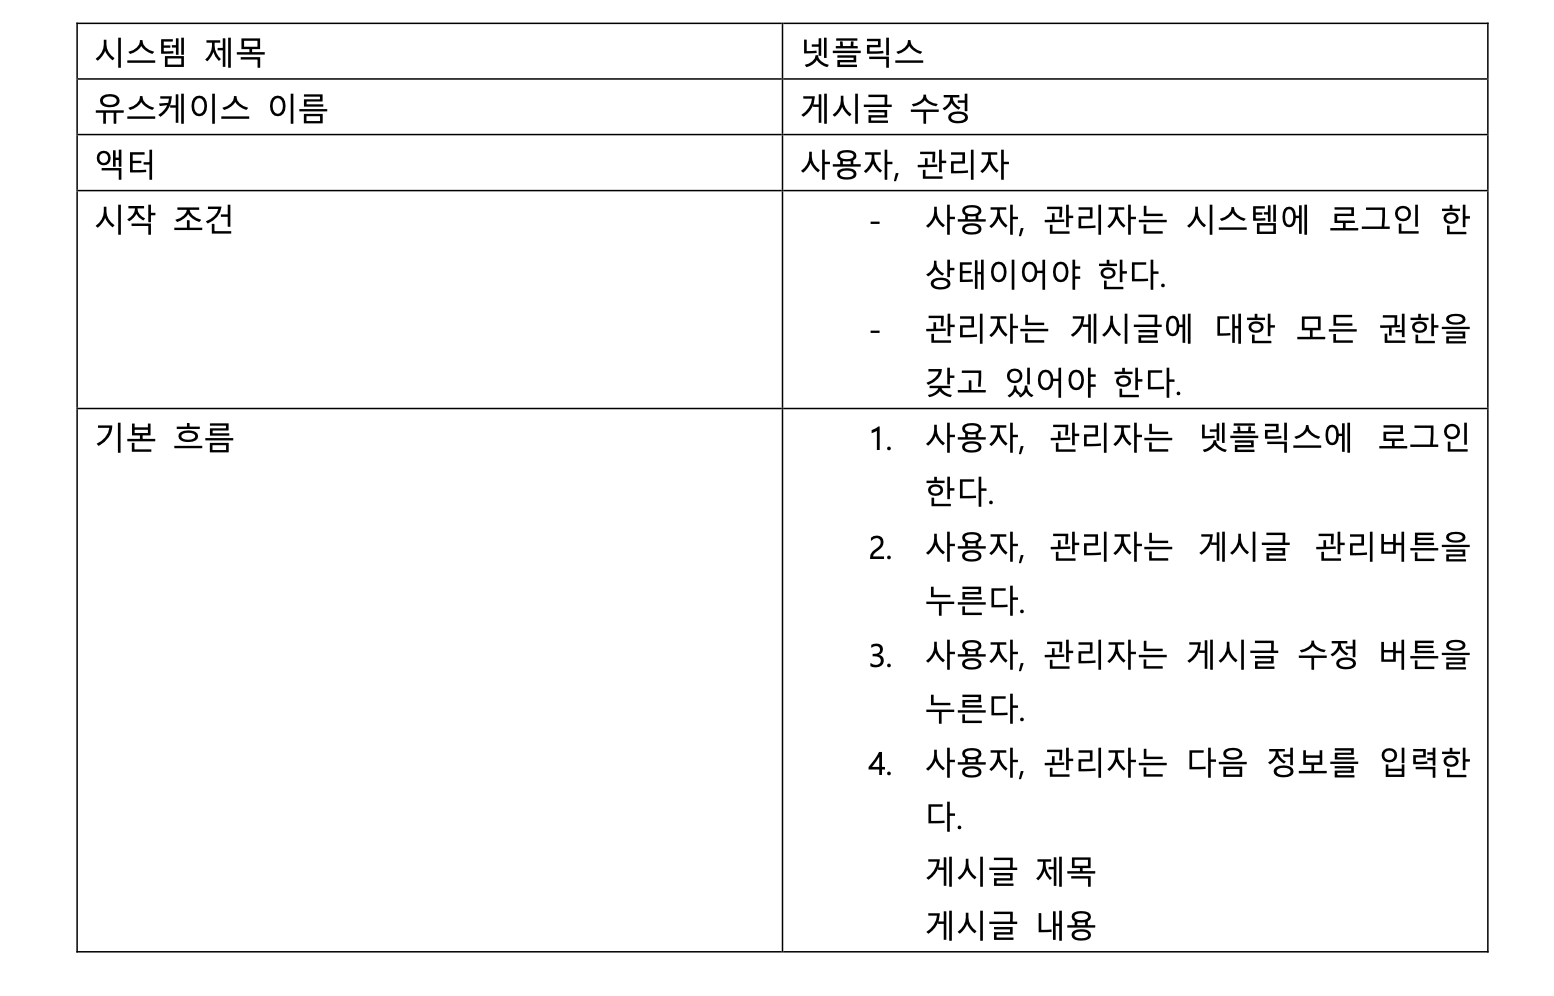 시스템 제목
넷플릭스
유스케이스 이름
게시글 수정
액터
사용자, 관리자
시작 조건
- 사용자, 관리자는 시스템에 로그인 한
상태이어야 한다.
- 관리자는 게시글에 대한 모든 권한을
갖고 있어야 한다.
기본 흐름
1. 사용자, 관리자는 넷플릭스에 로그인
한다.
2. 사용자, 관리자는 게시글 관리버튼을
누른다.
3. 사용자, 관리자는 게시글 수정 버튼을
누른다.
4. 사용자, 관리자는 다음 정보를 입력한
다.
게시글 제목
게시글 내용